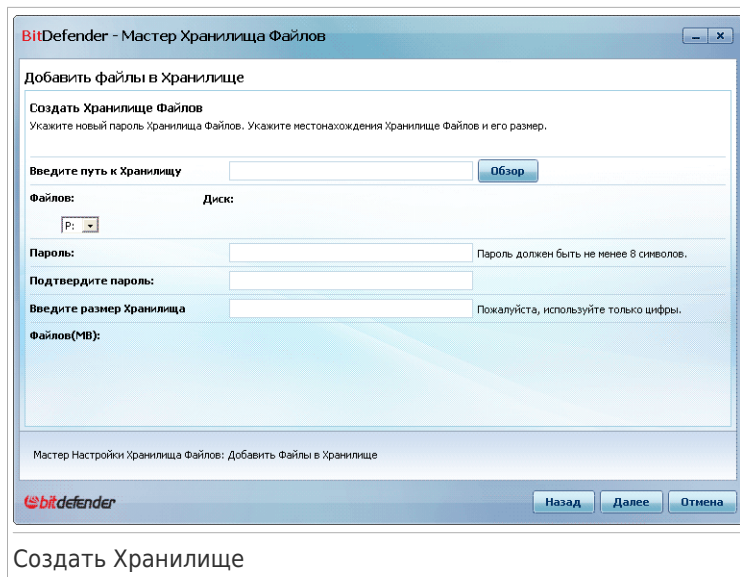 BitDefender - Мастер Хранилища Файлов
Добавить файлы в Хранилище
Создать Хранилище Файлов
Укажите новый пароль Хранилища Файлов. Укажите местонахождения Хранилище Файлов и его размер.
Введите путь к Хранилищу Обзор
Файлов: Диск:
P:
Пароль: Пароль должен быть не менее 8 символов.
Подтвердите пароль:
Введите размер Хранилища Пожалуйста, используйте только цифры.
Файлов(MB):
Мастер Настройки Хранилища Файлов: Добавить Файлы в Хранилище
bitdefender Назад Далее Отмена
Создать Хранилище